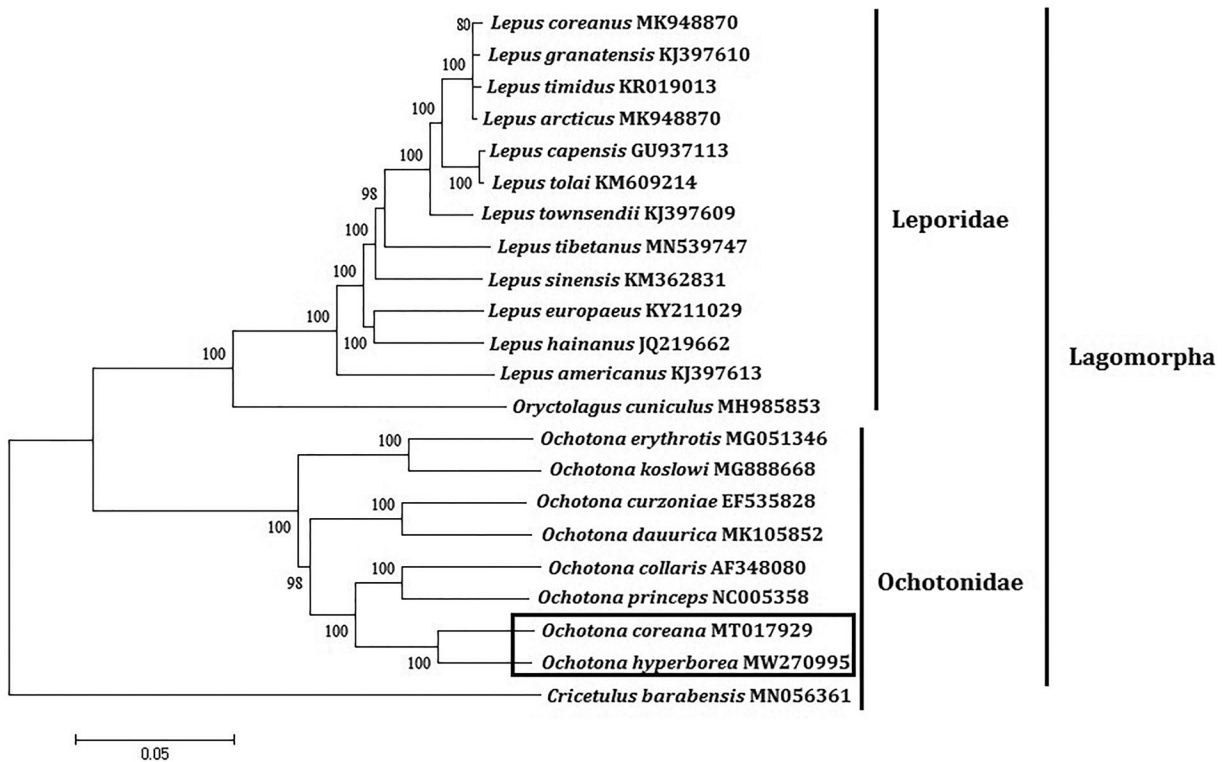 80
Lepus coreanus MK948870
Lepus granatensis KJ397610
100
Lepus timidus KR019013
100
Lepus arcticus MK948870
Lepus capensis GU937113
100
Lepus tolai KM609214
100
98
Lepus townsendii KJ397609
100
Lepus tibetanus MN539747
Leporidae
100
Lepus sinensis KM362831
100
Lepus europaeus KY211029
100
Lepus hainanus JQ219662
100
Lepus americanus KJ397613
Lagomorpha
Oryctolagus cuniculus MH985853
100
Ochotona erythrotis MG051346
Ochotona koslowi MG888668
100
Ochotona curzoniae EF535828
100
Ochotona dauurica MK105852
98
100
Ochotona collaris AF348080
Ochotonidae
Ochotona princeps NC005358
100
Ochotona coreana MT017929
100
Ochotona hyperborea MW270995
Cricetulus barabensis MN056361
0.05